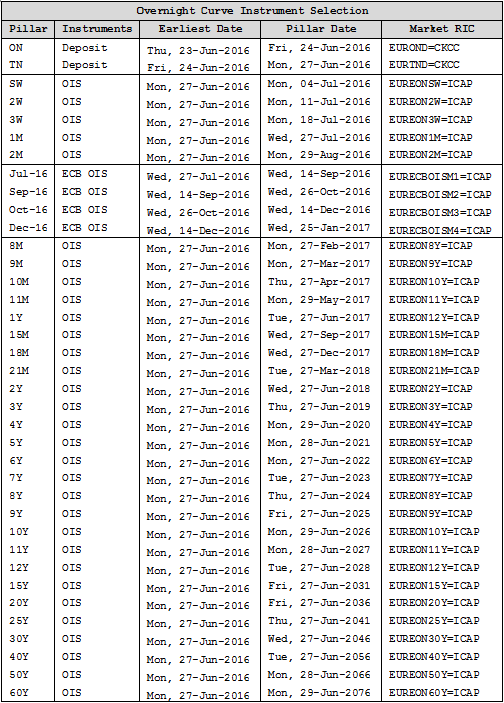 Overnight Curve Instrument Selection
Pillar Instruments Earliest Date Pillar Date Market RIC
ON Deposit Thu, 23-Jun-2016 Fri, 24-Jun-2016 EUROND=CKCC
TN Deposit Fri, 24-Jun-2016 Mon, 27-Jun-2016 EURTND=CKCC
SW OIS Mon, 27-Jun-2016 Mon, 04-Jul-2016 EUREONSW=ICAP
2W OIS Mon, 27-Jun-2016 Mon, 11-Jul-2016 EUREON2W=ICAP
3W OIS Mon, 27-Jun-2016 Mon, 18-Jul-2016 EUREON3W=ICAP
1M OIS Mon, 27-Jun-2016 Wed, 27-Jul-2016 EUREON1M=ICAP
2M OIS Mon, 27-Jun-2016 Mon, 29-Aug-2016 EUREON2M=ICAP
Jul-16 ECB OIS Wed, 27-Jul-2016 Wed, 14-Sep-2016 EURECBOISM1=ICAP
Sep-16 ECB OIS Wed, 14-Sep-2016 Wed, 26-Oct-2016 EURECBOISM2=ICAP
Oct-16 ECB OIS Wed, 26-Oct-2016 Wed, 14-Dec-2016 EURECBOISM3=ICAP
Dec-16 ECB OIS Wed, 14-Dec-2016 Wed, 25-Jan-2017 EURECBOISM4=ICAP
8M OIS Mon, 27-Jun-2016 Mon, 27-Feb-2017 EUREON8Y=ICAP
9M OIS Mon, 27-Jun-2016 Mon, 27-Mar-2017 EUREON9Y=ICAP
10M OIS Mon, 27-Jun-2016 Thu, 27-Apr-2017 EUREON10Y=ICAP
11M OIS Mon, 27-Jun-2016 Mon, 29-May-2017 EUREON11Y=ICAP
1Y OIS Mon, 27-Jun-2016 Tue, 27-Jun-2017 EUREON12Y=ICAP
15M OIS Mon, 27-Jun-2016 Wed, 27-Sep-2017 EUREON15M=ICAP
18M OIS Mon, 27-Jun-2016 Wed, 27-Dec-2017 EUREON18M=ICAP
21M OIS Mon, 27-Jun-2016 Tue, 27-Mar-2018 EUREON21M=ICAP
2Y OIS Mon, 27-Jun-2016 Wed, 27-Jun-2018 EUREON2Y=ICAP
3Y OIS Mon, 27-Jun-2016 Thu, 27-Jun-2019 EUREON3Y=ICAP
4Y OIS Mon, 27-Jun-2016 Mon, 29-Jun-2020 EUREON4Y=ICAP
5Y OIS Mon, 27-Jun-2016 Mon, 28-Jun-2021 EUREON5Y=ICAP
6Y OIS Mon, 27-Jun-2016 Mon, 27-Jun-2022 EUREON6Y=ICAP
7Y OIS Mon, 27-Jun-2016 Tue, 27-Jun-2023 EUREON7Y=ICAP
8Y OIS Mon, 27-Jun-2016 Thu, 27-Jun-2024 EUREON8Y=ICAP
9Y OIS Mon, 27-Jun-2016 Fri, 27-Jun-2025 EUREON9Y=ICAP
10Y OIS Mon, 27-Jun-2016 Mon, 29-Jun-2026 EUREON10Y=ICAP
11Y OIS Mon, 27-Jun-2016 Mon, 28-Jun-2027 EUREON11Y=ICAP
12Y OIS Mon, 27-Jun-2016 Tue, 27-Jun-2028 EUREON12Y=ICAP
15Y OIS Mon, 27-Jun-2016 Fri, 27-Jun-2031 EUREON15Y=ICAP
20Y OIS Mon, 27-Jun-2016 Fri, 27-Jun-2036 EUREON20Y=ICAP
25Y OIS Mon, 27-Jun-2016 Thu, 27-Jun-2041 EUREON25Y=ICAP
30Y OIS Mon, 27-Jun-2016 Wed, 27-Jun-2046 EUREON30Y=ICAP
40Y OIS Mon, 27-Jun-2016 Tue, 27-Jun-2056 EUREON40Y=ICAP
50Y OIS Mon, 27-Jun-2016 Mon, 28-Jun-2066 EUREON50Y=ICAP
60Y OIS Mon, 27-Jun-2016 Mon, 29-Jun-2076 EUREON60Y=ICAP